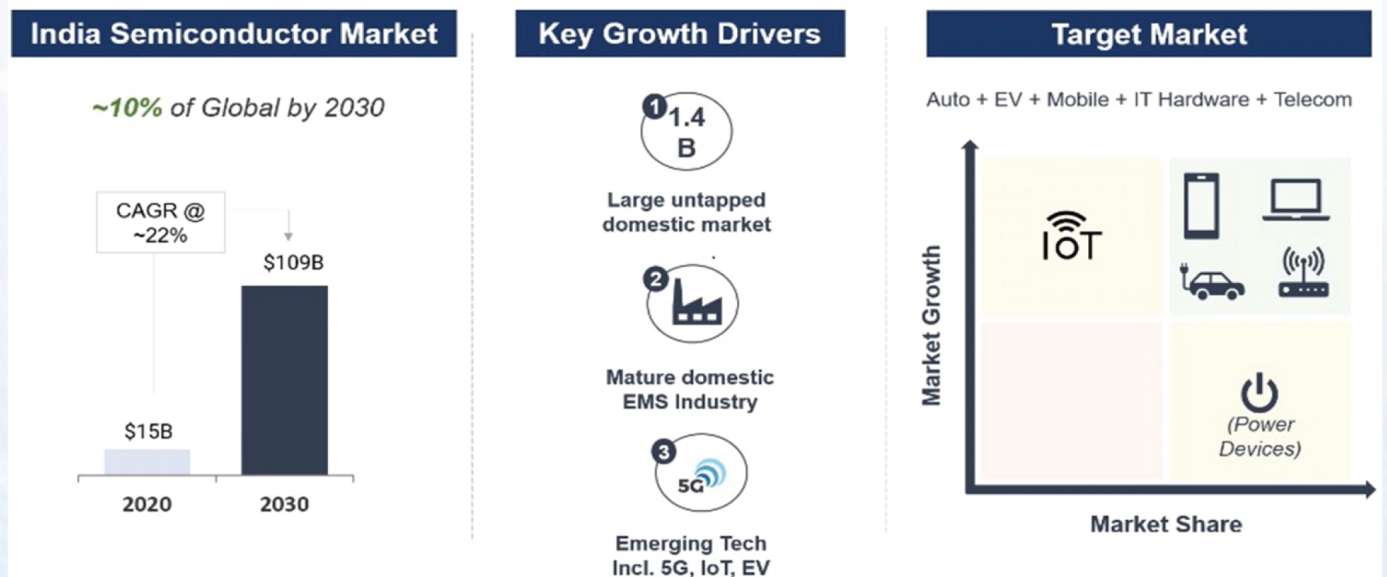 India Semiconductor Market
~10% of Global by 2030
CAGR @
~22%
$109B
$15B
2020
2030
Key Growth Drivers
1
1.4
B
Large untapped
domestic market
2
Mature domestic
EMS Industry
3
5G
Emerging Tech
Incl. 5G, IoT, EV
Target Market
Auto + EV + Mobile + IT Hardware + Telecom
Market Growth
IoT
(Power
Devices)
Market Share